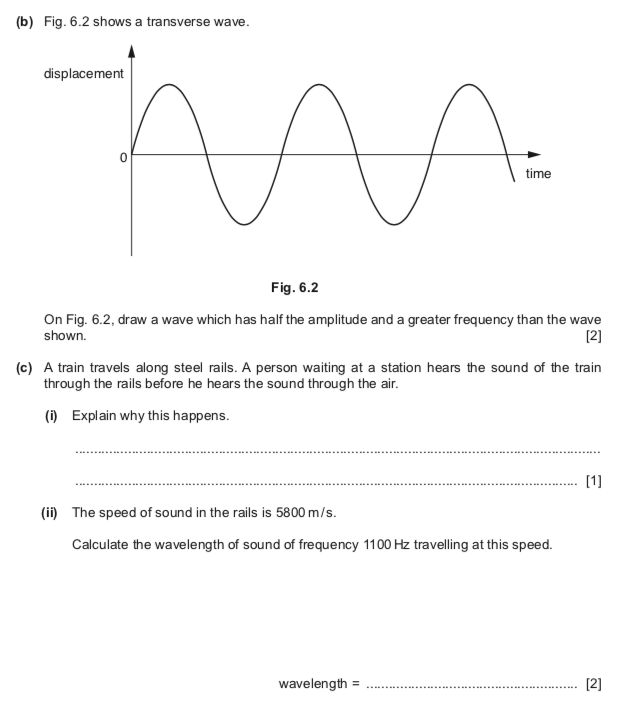 (b) Fig. 6.2 shows a transverse wave.
displacement
0
time
Fig. 6.2
On Fig. 6.2, draw a wave which has half the amplitude and a greater frequency than the wave
shown. [2]
(c) A train travels along steel rails. A person waiting at a station hears the sound of the train
through the rails before he hears the sound through the air.
(i) Explain why this happens.
..........................................................................................................................................
.................................................................................................................................. [1]
(ii) The speed of sound in the rails is 5800 m/s.
Calculate the wavelength of sound of frequency 1100 Hz travelling at this speed.
wavelength = ....................................................... [2]